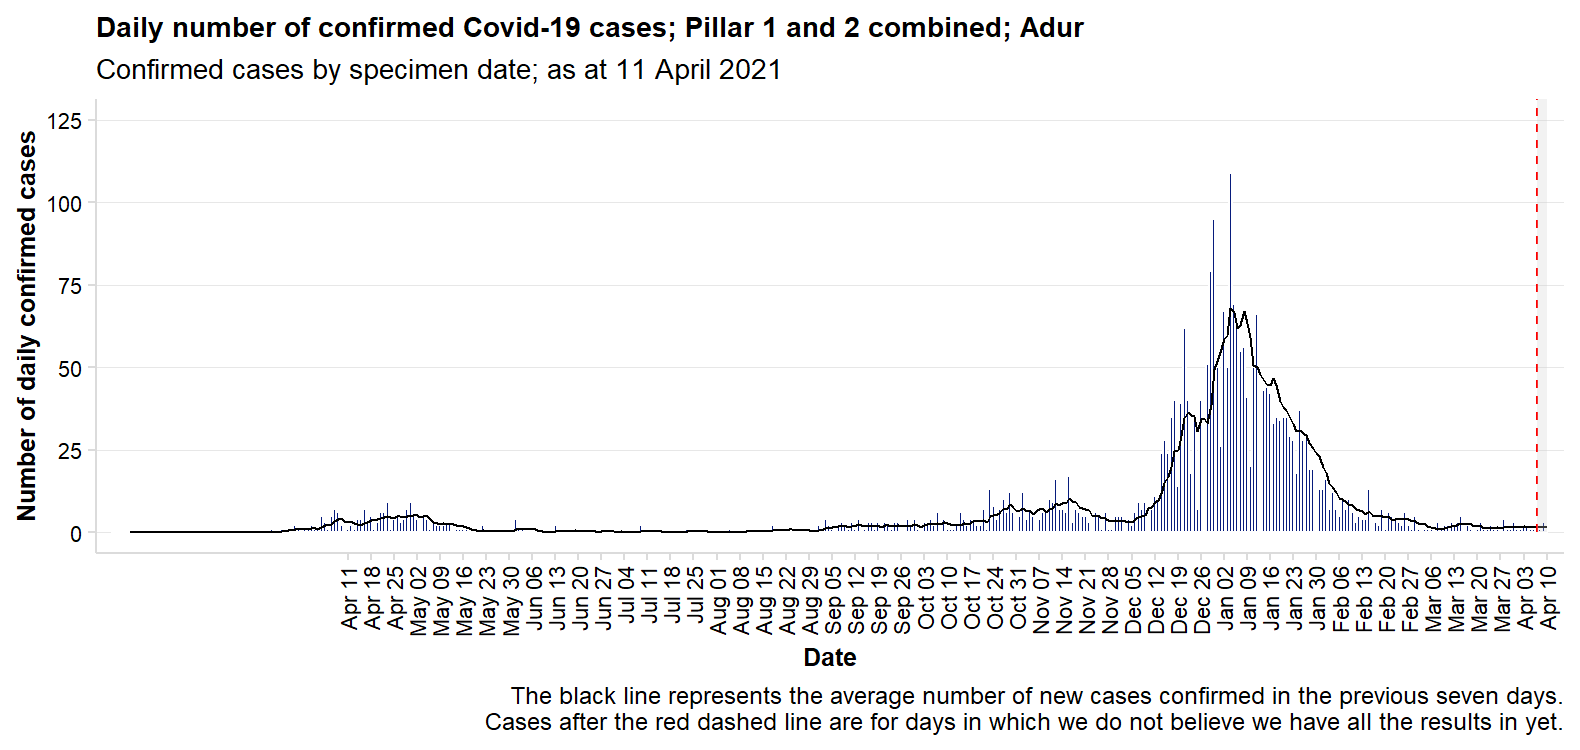 Daily number of confirmed Covid-19 cases; Pillar 1 and 2 combined; Adur
Confirmed cases by specimen date; as at 11 April 2021
Number of daily confirmed cases
125
100
75
50
25
0
Apr 11
Apr 18
Apr 25
May 02
May 09
May 16
May 23
May 30
Jun 06
Jun 13
Jun 20
Jun 27
Jul 04
Jul 11
Jul 18
Jul 25
Aug 01
Aug 08
Aug 15
Aug 22
Aug 29
Sep 05
Sep 12
Sep 19
Sep 26
Oct 03
Oct 10
Oct 17
Oct 24
Oct 31
Nov 07
Nov 14
Nov 21
Nov 28
Dec 05
Dec 12
Dec 19
Dec 26
Jan 02
Jan 09
Jan 16
Jan 23
Jan 30
Feb 06
Feb 13
Feb 20
Feb 27
Mar 06
Mar 13
Mar 20
Mar 27
Apr 03
Apr 10
Date
The black line represents the average number of new cases confirmed in the previous seven days.
Cases after the red dashed line are for days in which we do not believe we have all the results in yet.